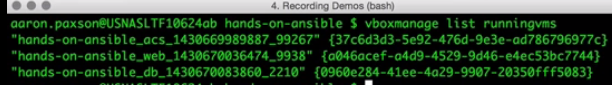 4. Recording Demos (bash)
aaron.paxson@USNASLTF10624ab hands-on-ansible $ vboxmanage list runningvms
"hands-on-ansible_acs_1430669989887_99267" {37c6d3d3-5e92-476d-9e3e-ad786796977c}
"hands-on-ansible_web_1430670036474_9938" {a046acef-a4d9-4529-9d46-e4ec53bc7744}
"hands-on-ansible_db_1430670083860_2210" {0960e284-41ee-4a29-9907-20350fff5083}